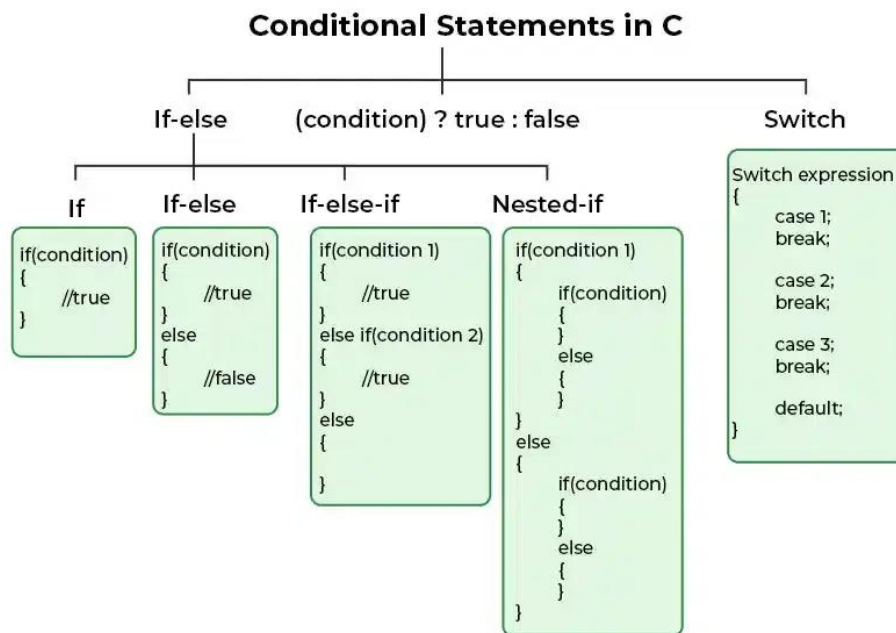 Conditional Statements in C
If-else
(condition) ? true : false
Switch
If
if(condition)
{
//true
}
If-else
if(condition)
{
//true
}
else
{
//false
}
If-else-if
if(condition 1)
{
//true
}
else if(condition 2)
{
//true
}
else
{
}
Nested-if
if(condition 1)
{
if(condition)
{
}
else
{
}
}
else
{
if(condition)
{
}
else
{
}
}
Switch expression
{
case 1;
break;
case 2;
break;
case 3;
break;
default;
}